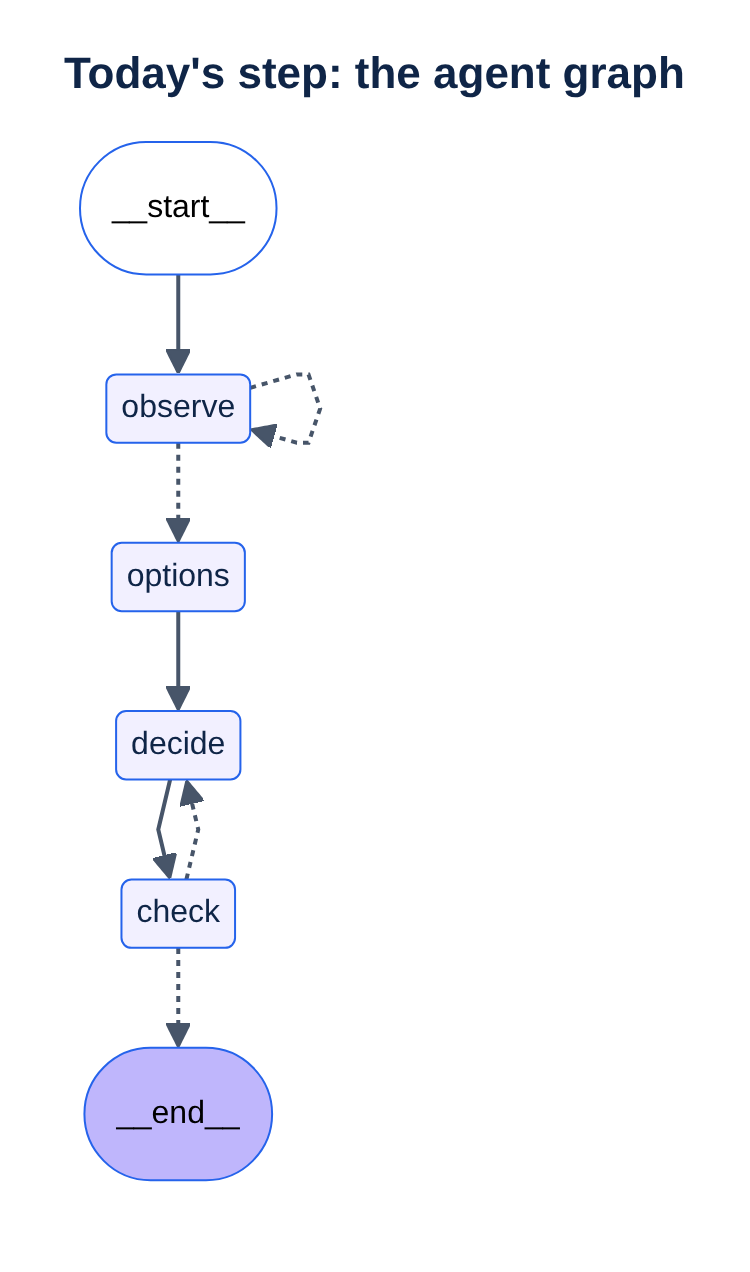 Today's step: the agent graph
__start__
observe
options
decide
check
__end__